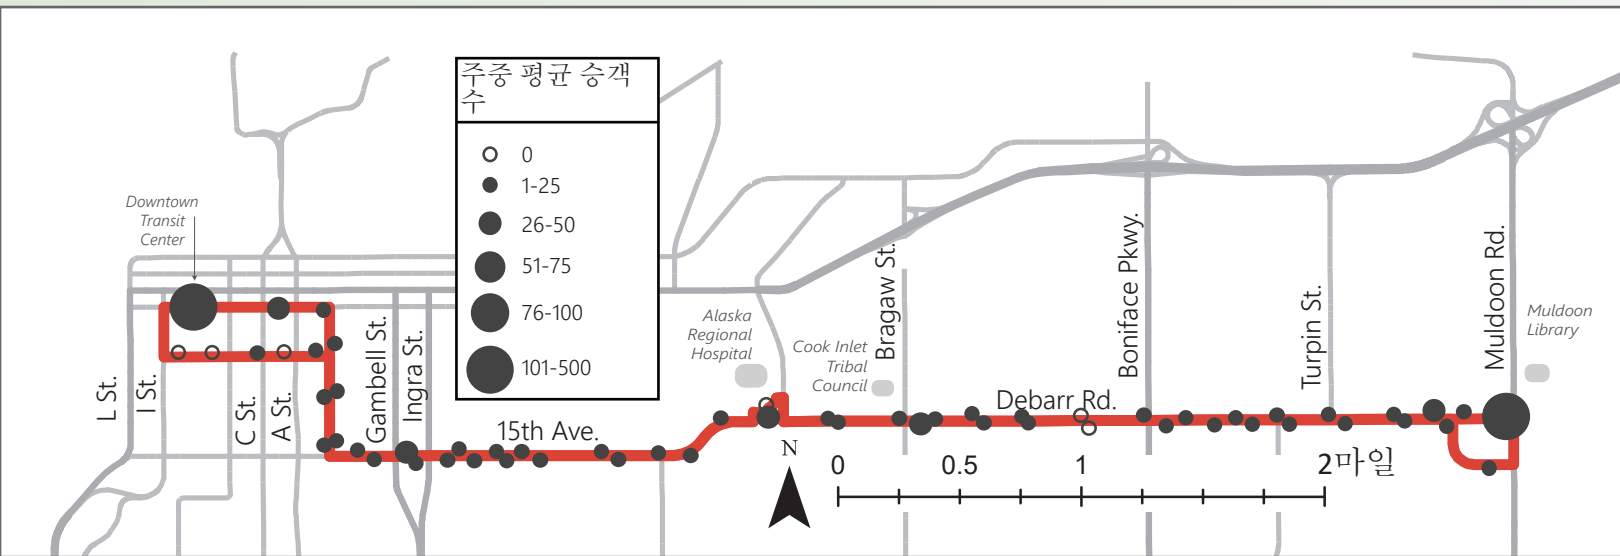 주중 평균 승객
수
0
1-25
26-50
51-75
76-100
101-500
Downtown
Transit
Center
L St.
I St.
C St.
A St.
Gambell St.
Ingra St.
15th Ave.
Alaska
Regional
Hospital
Cook Inlet
Tribal
Council
Bragaw St.
Debarr Rd.
Boniface Pkwy.
Turpin St.
Muldoon Rd.
Muldoon
Library
N
0 0.5 1 2마일